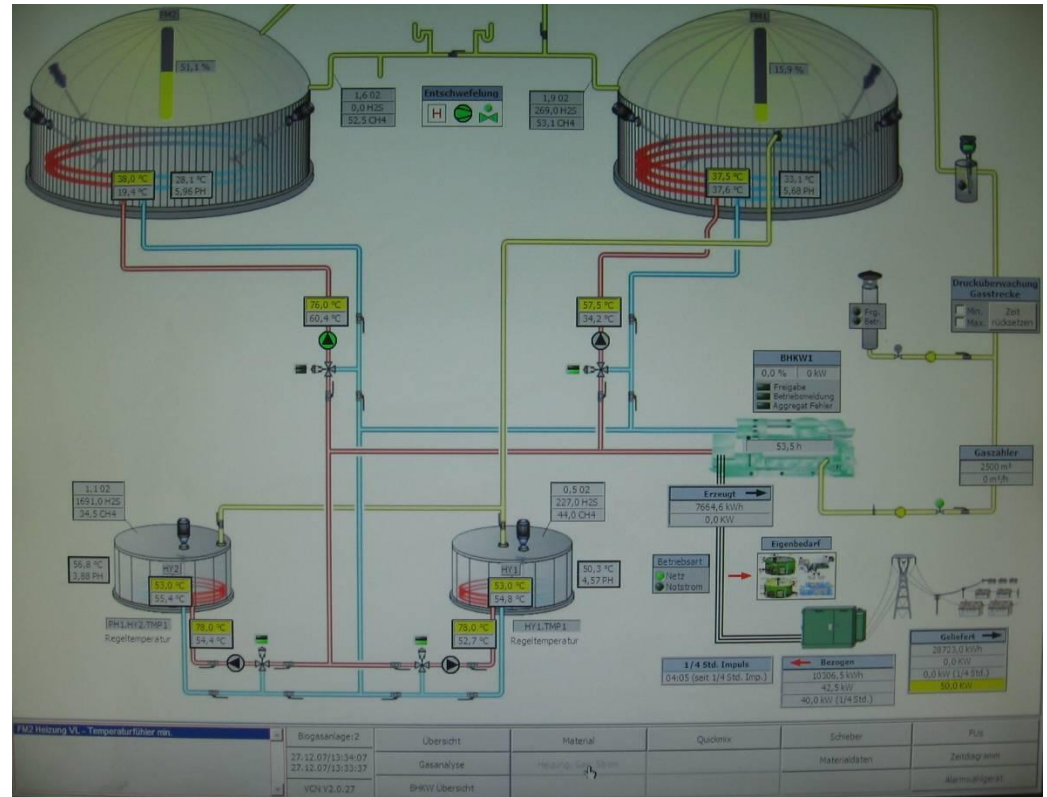 FM2
FM1
51,1 %
15,9 %
1,6 O2
0,0 H2S
52,5 CH4
Entschwefelung
H
1,9 O2
269,0 H2S
53,1 CH4
38,0 °C
19,4 °C
28,1 °C
5,96 PH
37,5 °C
37,6 °C
33,1 °C
5,68 PH
76,0 °C
60,4 °C
57,5 °C
34,2 °C
Frg.
Betr.
Drucküberwachung
Gasstrecke
Min.
Max.
Zeit
rücksetzen
BHKW1
0,0 %
0 kW
Freigabe
Betriebsmeldung
Aggregat Fehler
53,5 h
Gaszähler
2500 m³
0 m³/h
1,1 O2
1691,0 H2S
34,5 CH4
0,5 O2
227,0 H2S
44,0 CH4
Erzeugt
7664,6 kWh
0,0 KW
56,8 °C
3,88 PH
HY2
53,0 °C
55,4 °C
HY1
53,0 °C
54,8 °C
50,3 °C
4,57 PH
Betriebsart
Netz
Notstrom
Eigenbedarf
PH1.HY2.TMP1
Regeltemperatur
78,0 °C
54,4 °C
78,0 °C
52,7 °C
HY1.TMP1
Regeltemperatur
1/4 Std. Impuls
04:05 (seit 1/4 Std. Imp.)
Bezogen
10306,5 kWh
42,5 kW
40,0 kW (1/4 Std.)
Geliefert
28723,0 kWh
0,0 KW
0,0 kW (1/4 Std.)
50,0 KW
FM2 Heizung VL - Temperaturfühler min.
Biogasanlage:2
27.12.07/13:34:07
27.12.07/13:33:37
VCN V2.0.27
Übersicht
Gasanalyse
BHKW Übersicht
Material
Heizung, Gas, Strom
Quickmix
Schieber
Materialdaten
FUs
Zeitdiagramm
Alarmwählgerät